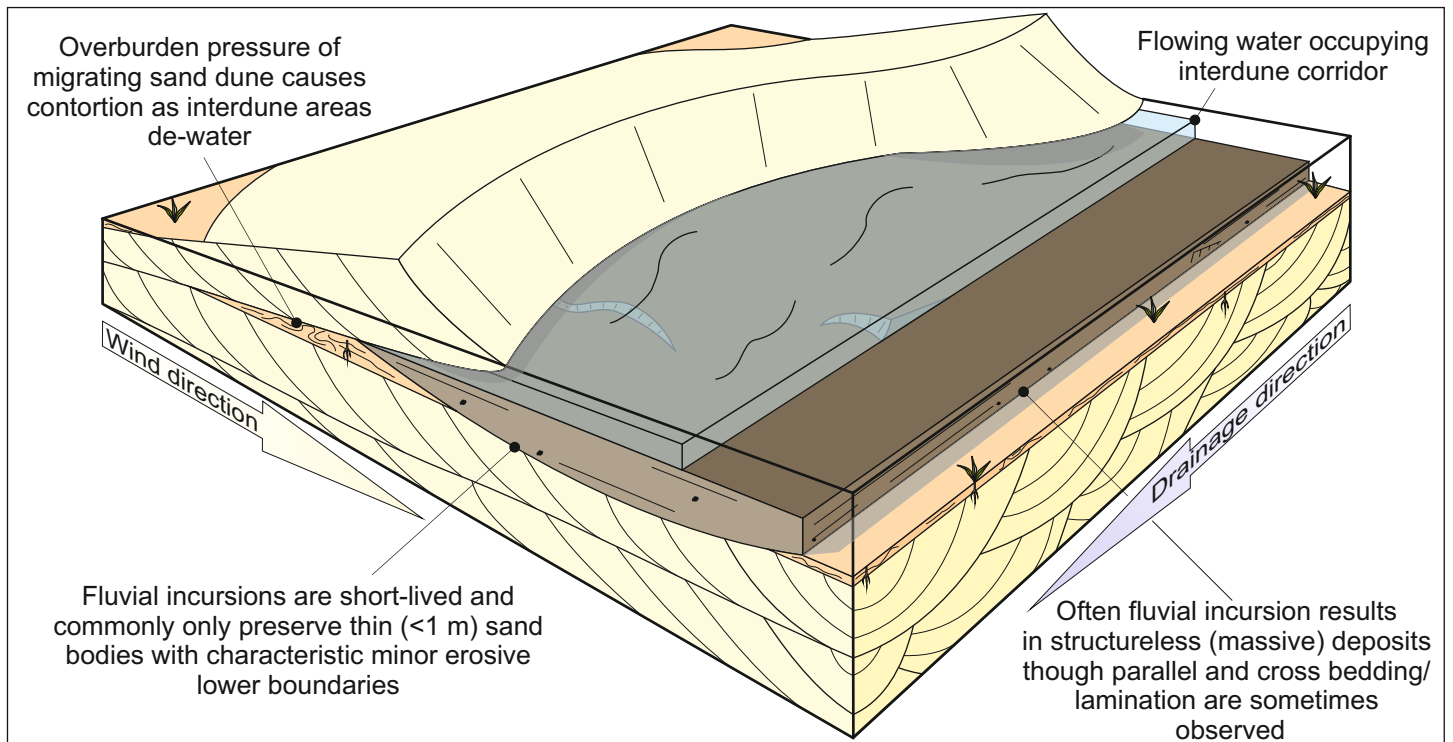 Overburden pressure of
migrating sand dune causes
contortion as interdune areas
de-water
Flowing water occupying
interdune corridor
Wind direction
Drainage direction
Fluvial incursions are short-lived and
commonly only preserve thin (<1 m) sand
bodies with characteristic minor erosive
lower boundaries
Often fluvial incursion results
in structureless (massive) deposits
though parallel and cross bedding/
lamination are sometimes
observed